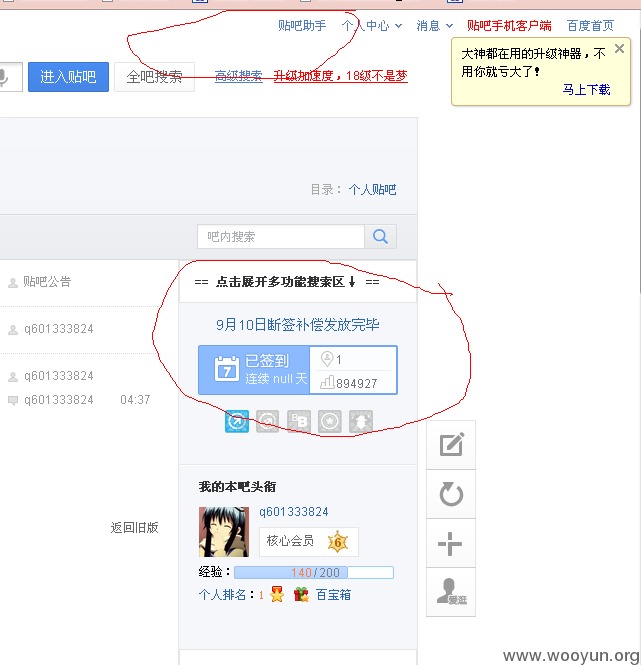 贴吧助手 个人中心 消息 贴吧手机客户端 百度首页
进入贴吧 全吧搜索 高级搜索 升级加速度，18级不是梦
大神都在用的升级神器，不
用你就亏大了！
马上下载
目录： 个人贴吧
吧内搜索
贴吧公告
== 点击展开多功能搜索区↓ ==
q601333824
9月10日断签补偿发放完毕
7 已签到 1
连续 null 天 894927
q601333824
q601333824 04:37
BB
我的本吧头衔
q601333824
核心会员 6
返回旧版
经验： 140/200
个人排名：1 百宝箱
爱逛
www.wooyun.org